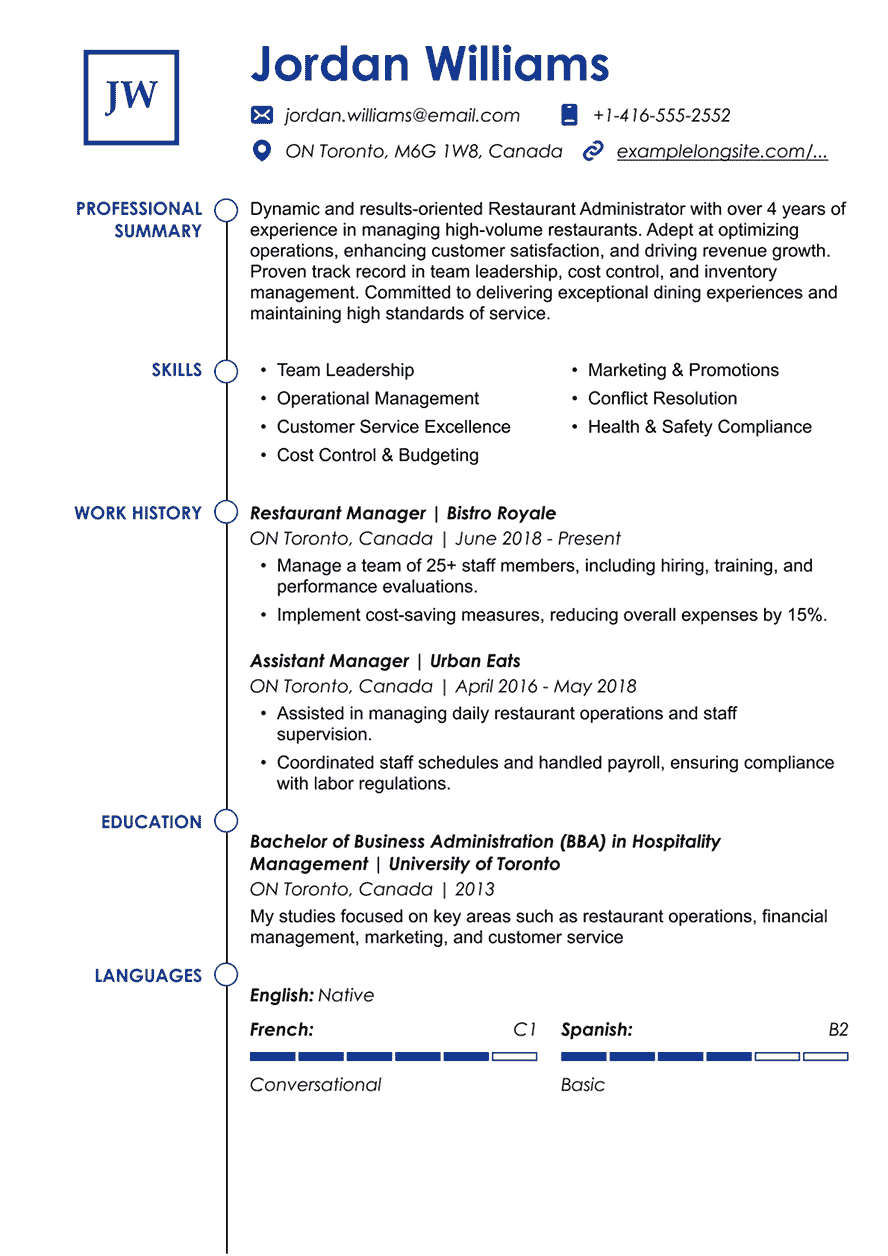 JW
Jordan Williams
jordan.williams@email.com
+1-416-555-2552
ON Toronto, M6G 1W8, Canada
examplelongsite.com/...
PROFESSIONAL
SUMMARY
Dynamic and results-oriented Restaurant Administrator with over 4 years of
experience in managing high-volume restaurants. Adept at optimizing
operations, enhancing customer satisfaction, and driving revenue growth.
Proven track record in team leadership, cost control, and inventory
management. Committed to delivering exceptional dining experiences and
maintaining high standards of service.
SKILLS
• Team Leadership
• Operational Management
• Customer Service Excellence
• Cost Control & Budgeting
• Marketing & Promotions
• Conflict Resolution
• Health & Safety Compliance
WORK HISTORY
Restaurant Manager | Bistro Royale
ON Toronto, Canada | June 2018 - Present
• Manage a team of 25+ staff members, including hiring, training, and
performance evaluations.
• Implement cost-saving measures, reducing overall expenses by 15%.
Assistant Manager | Urban Eats
ON Toronto, Canada | April 2016 - May 2018
• Assisted in managing daily restaurant operations and staff
supervision.
• Coordinated staff schedules and handled payroll, ensuring compliance
with labor regulations.
EDUCATION
Bachelor of Business Administration (BBA) in Hospitality
Management | University of Toronto
ON Toronto, Canada | 2013
My studies focused on key areas such as restaurant operations, financial
management, marketing, and customer service
LANGUAGES
English: Native
French: C1
Conversational
Spanish: B2
Basic